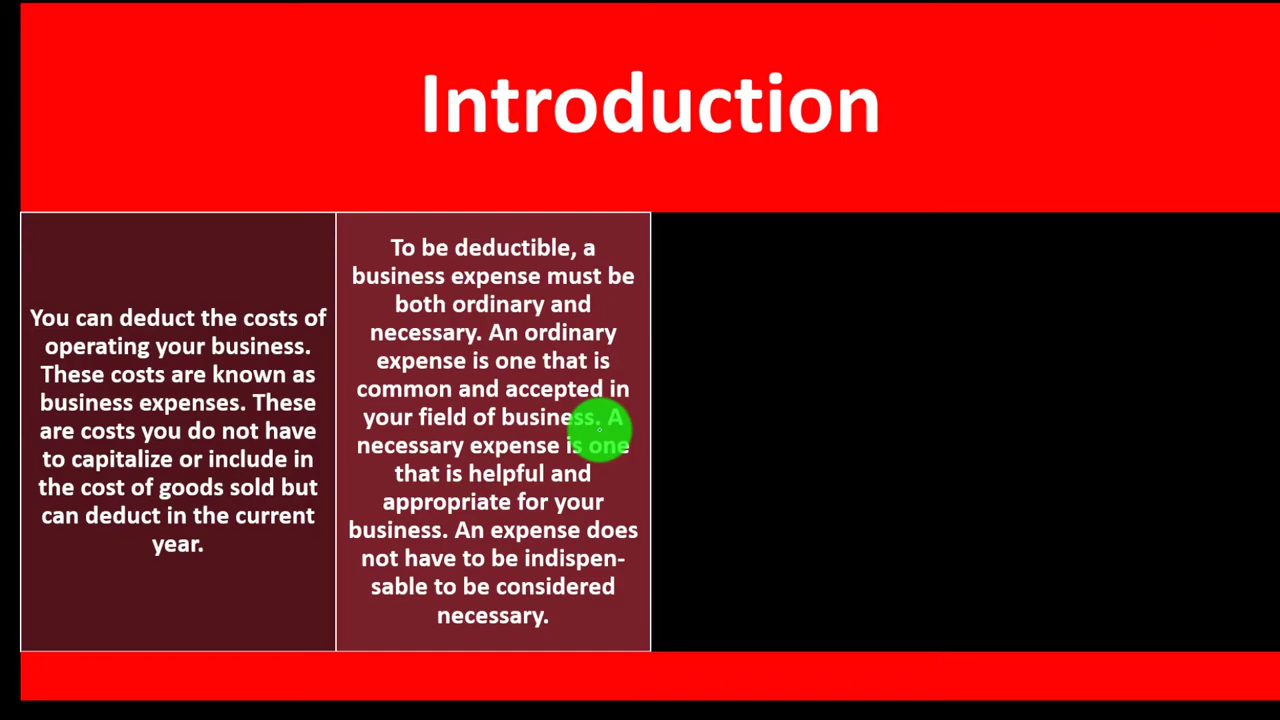 Introduction
You can deduct the costs of
operating your business.
These costs are known as
business expenses. These
are costs you do not have
to capitalize or include in
the cost of goods sold but
can deduct in the current
year.
To be deductible, a
business expense must be
both ordinary and
necessary. An ordinary
expense is one that is
common and accepted in
your field of business. A
necessary expense is one
that is helpful and
appropriate for your
business. An expense does
not have to be indispen-
sable to be considered
necessary.